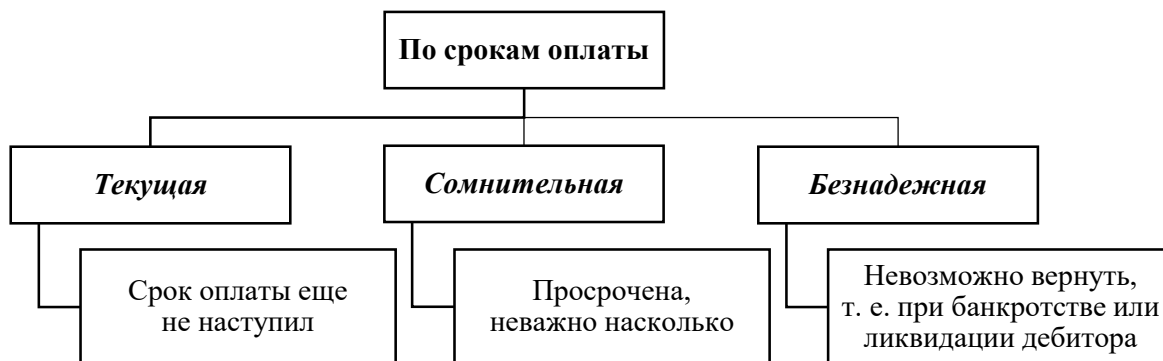 По срокам оплаты
Текущая
Срок оплаты еще
не наступил
Сомнительная
Просрочена,
неважно насколько
Безнадежная
Невозможно вернуть,
т. е. при банкротстве или
ликвидации дебитора